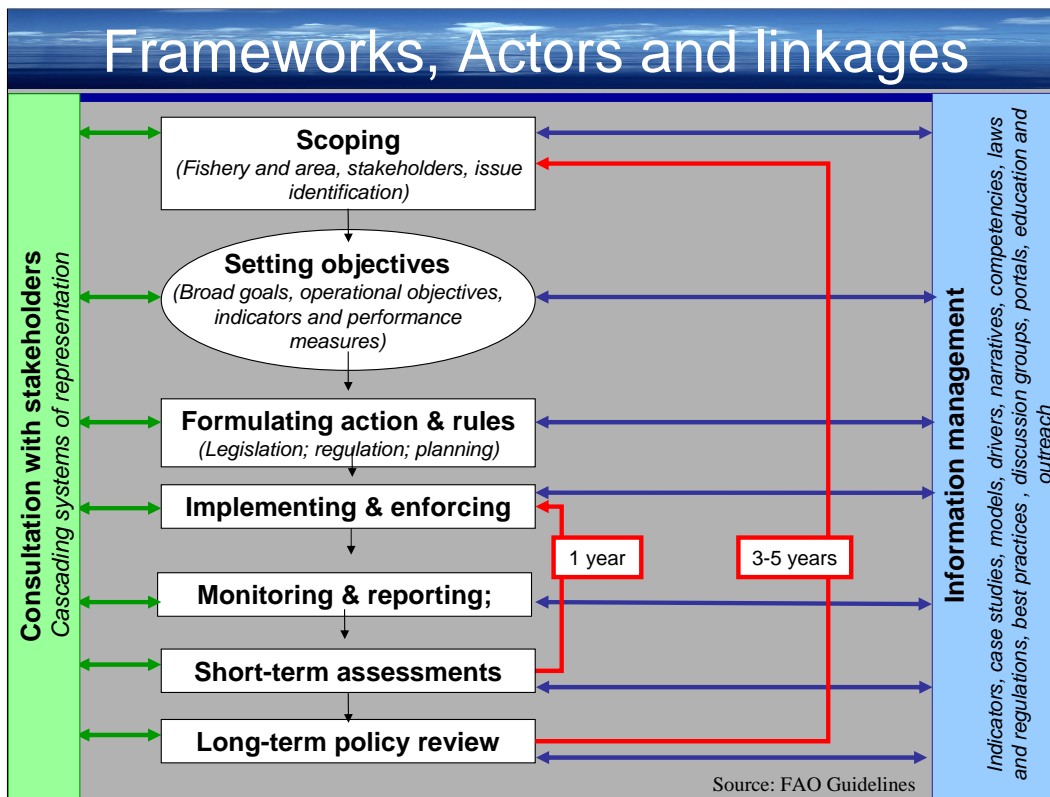 Frameworks, Actors and linkages
Consultation with stakeholders
Cascading systems of representation
Scoping
(Fishery and area, stakeholders, issue
identification)
Setting objectives
(Broad goals, operational objectives,
indicators and performance
measures)
Formulating action & rules
(Legislation; regulation; planning)
Implementing & enforcing
1 year
3-5 years
Monitoring & reporting;
Short-term assessments
Long-term policy review
Information management
Indicators, case studies, models, drivers, narratives, competencies, laws
and regulations, best practices , discussion groups, portals, education and
outreach
Source: FAO Guidelines